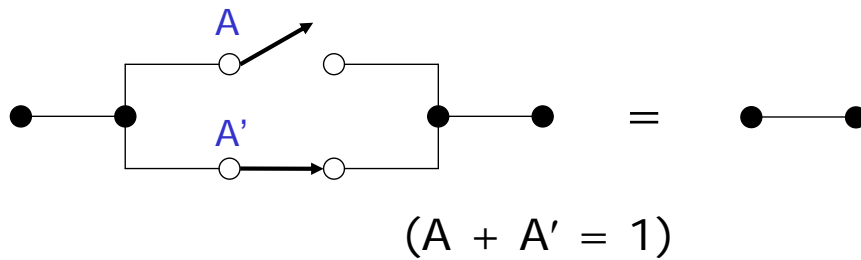 A
=
A'
(A + A′ = 1)